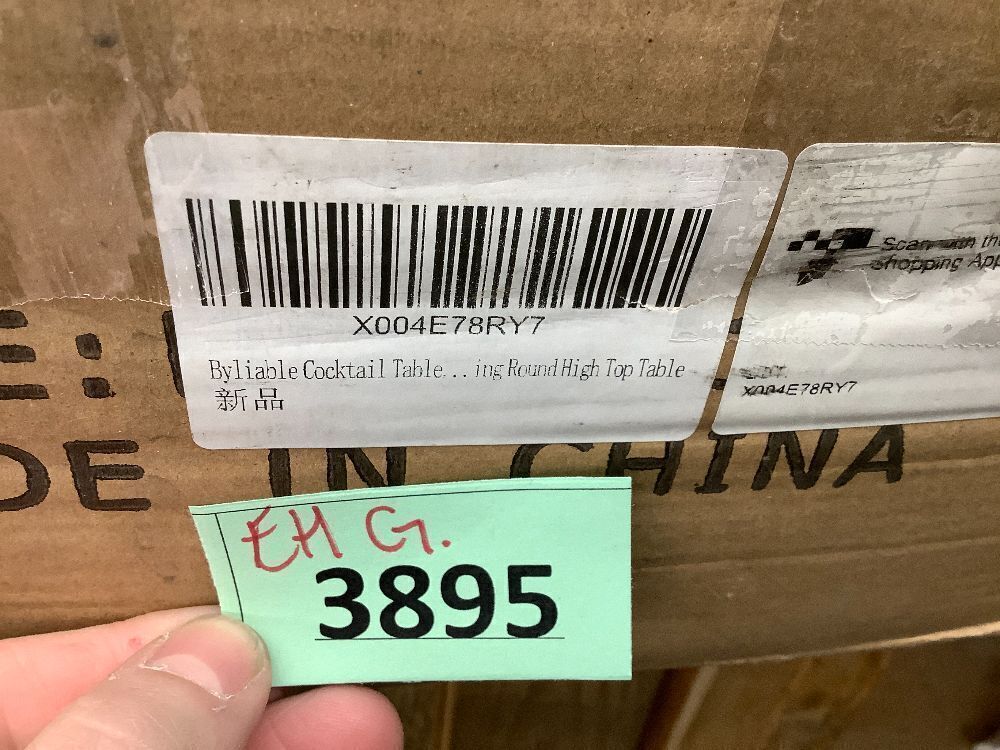 X004E78RY7
Byliable Cocktail Table...ing Round High Top Table
新品
Scan with the
Shopping App
X004E78RY7
E:
DE IN CHINA
EH G.
3895